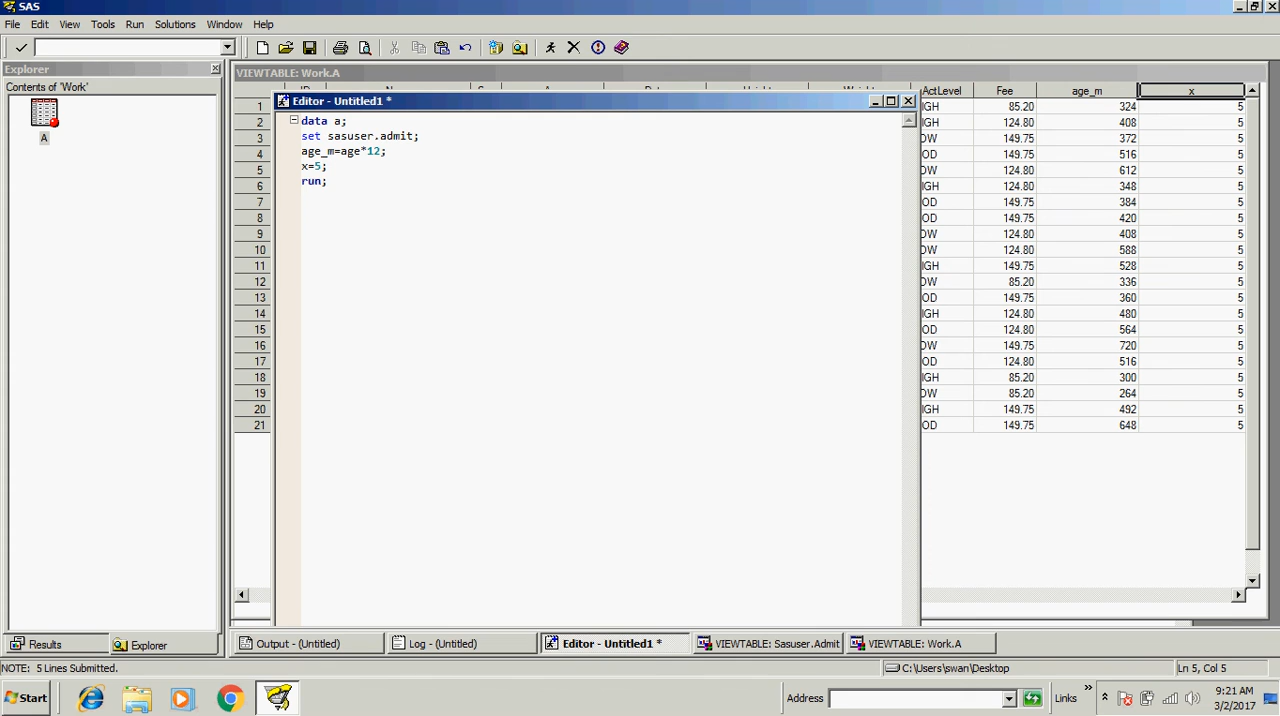 SAS
File Edit View Tools Run Solutions Window Help
Explorer
Contents of 'Work'
A
VIEWTABLE: Work.A
ActLevel Fee age_m x
1 IGH 85.20 324 5
2 IGH 124.80 408 5
3 OW 149.75 372 5
4 OD 149.75 516 5
5 OW 124.80 612 5
6 IGH 124.80 348 5
7 OW 149.75 384 5
8 OD 149.75 420 5
9 OW 124.80 408 5
10 OW 124.80 588 5
11 IGH 149.75 528 5
12 OW 85.20 336 5
13 OD 149.75 360 5
14 IGH 124.80 480 5
15 OD 124.80 564 5
16 OW 149.75 720 5
17 OD 124.80 516 5
18 IGH 85.20 300 5
19 OW 85.20 264 5
20 IGH 149.75 492 5
21 OD 149.75 648 5
Editor - Untitled1 *
data a;
set sasuser.admit;
age_m=age*12;
x=5;
run;
Results Explorer
Output - (Untitled) Log - (Untitled) Editor - Untitled1 * VIEWTABLE: Sasuser.Admit VIEWTABLE: Work.A
NOTE: 5 Lines Submitted. C:\Users\swan\Desktop Ln 5, Col 5
Start Address Links » 9:21 AM
3/2/2017